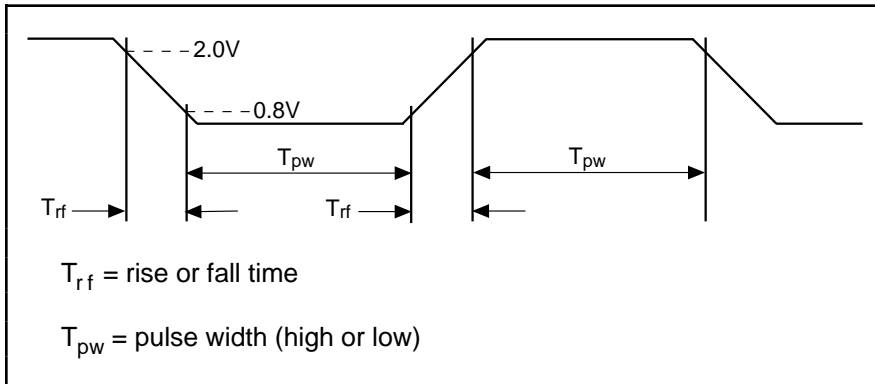 2.0V
0.8V
Tpw
Tpw
Trf
Trf
Trf = rise or fall time
Tpw = pulse width (high or low)